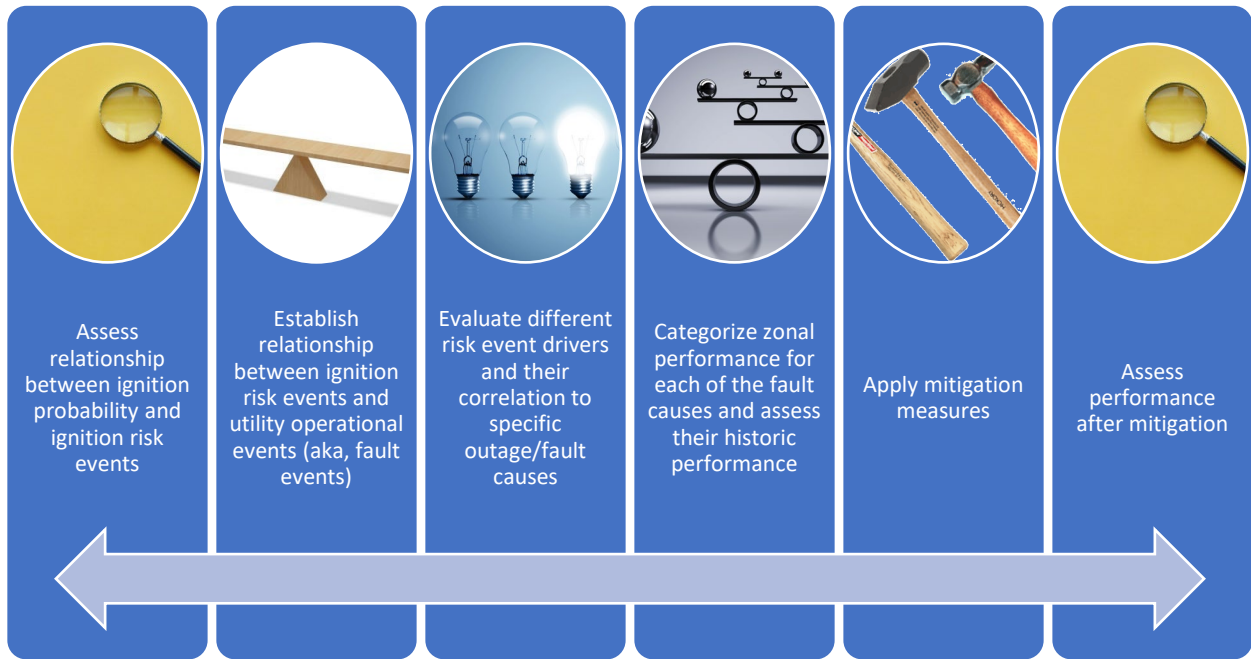 Assess
relationship
between ignition
probability and
ignition risk
events
Establish
relationship
between ignition
risk events and
utility operational
events (aka, fault
events)
Evaluate different
risk event drivers
and their
correlation to
specific
outage/fault
causes
Categorize zonal
performance for
each of the fault
causes and assess
their historic
performance
Apply mitigation
measures
Assess
performance
after mitigation